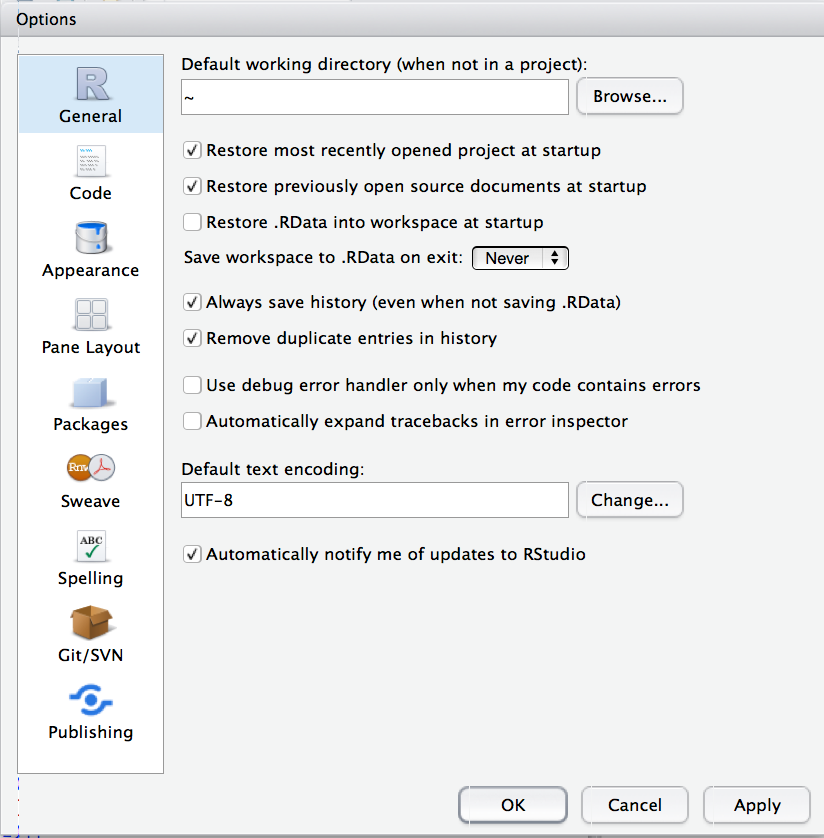 Options
General
Code
Appearance
Pane Layout
Packages
Rnw
Sweave
ABC
Spelling
Git/SVN
Publishing
Default working directory (when not in a project):
~
Browse...
Restore most recently opened project at startup
Restore previously open source documents at startup
Restore .RData into workspace at startup
Save workspace to .RData on exit: Never
Always save history (even when not saving .RData)
Remove duplicate entries in history
Use debug error handler only when my code contains errors
Automatically expand tracebacks in error inspector
Default text encoding:
UTF-8
Change...
Automatically notify me of updates to RStudio
OK
Cancel
Apply